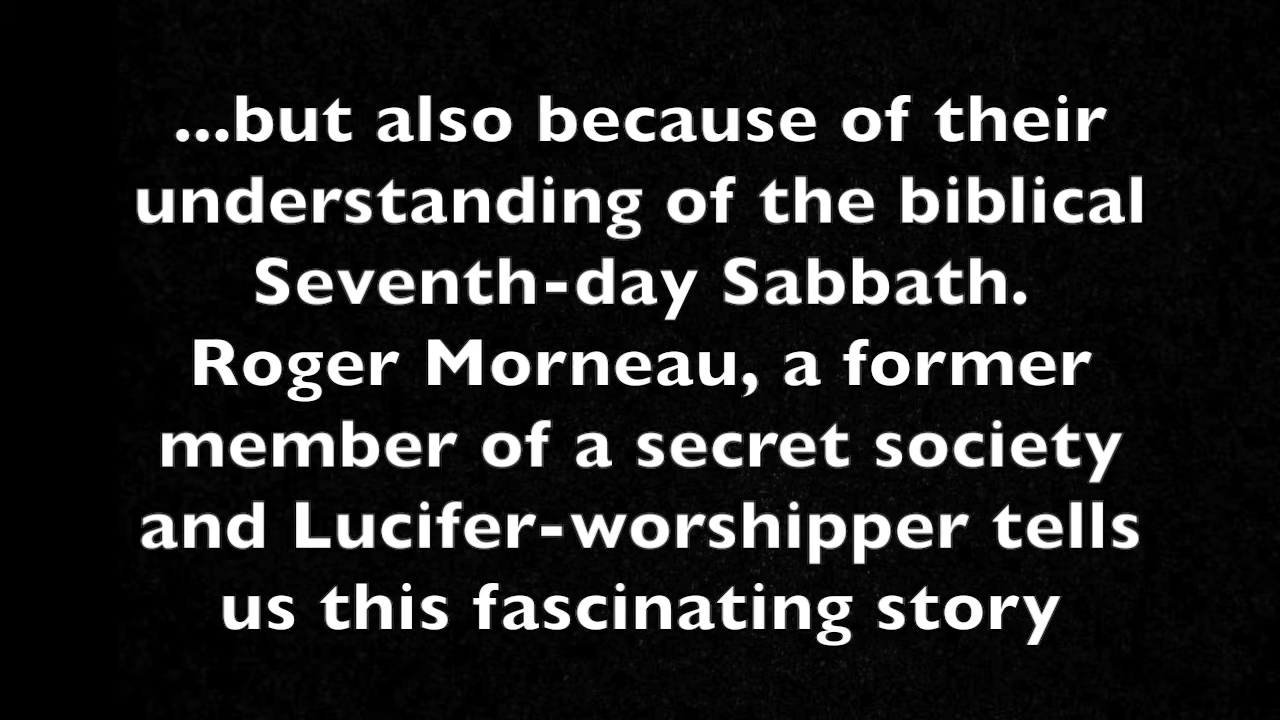 ...but also because of their
understanding of the biblical
Seventh-day Sabbath.
Roger Morneau, a former
member of a secret society
and Lucifer-worshipper tells
us this fascinating story